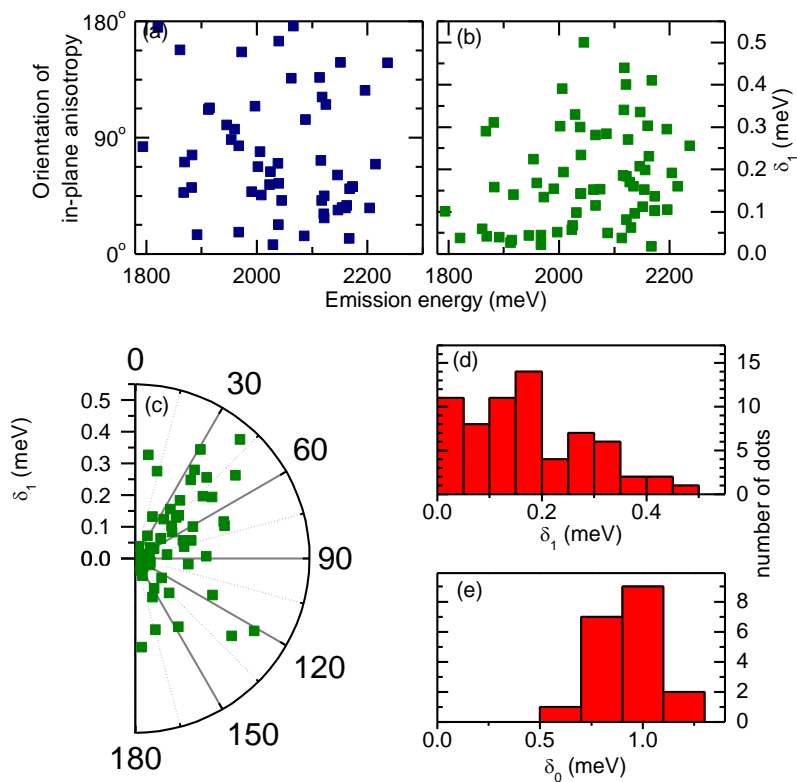 180°
90°
0°
Orientation of
in-plane anisotropy
(a)
1800 2000 2200
(b)
0.5
0.4
0.3
0.2
0.1
0.0
δ1 (meV)
1800 2000 2200
Emission energy (meV)
(c)
0
30
60
90
120
150
180
0.5
0.4
0.3
0.2
0.1
0.0
δ1 (meV)
(d)
15
10
5
0
0.0 0.2 0.4
δ1 (meV)
number of dots
(e)
8
6
4
2
0
0.0 0.5 1.0
δ0 (meV)